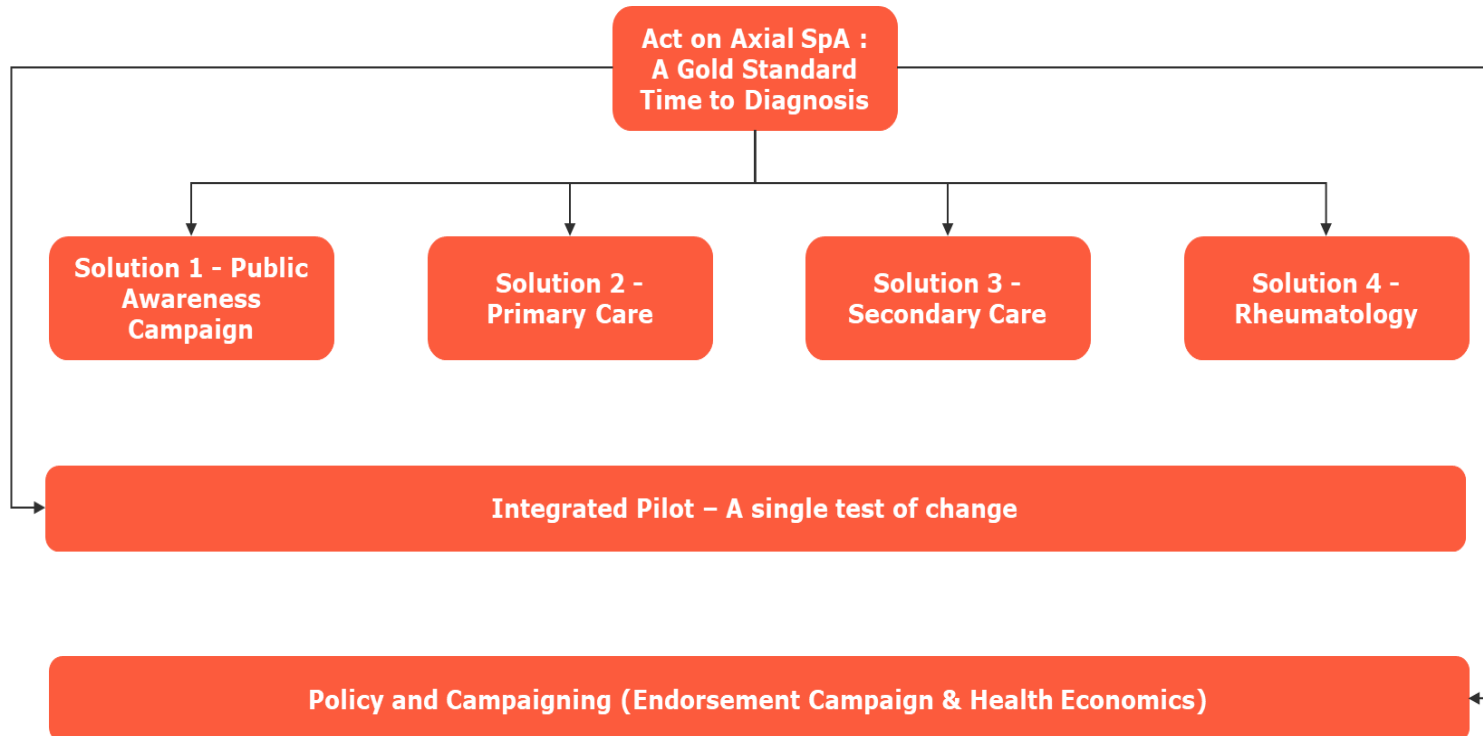 Act on Axial SpA :
A Gold Standard
Time to Diagnosis
Solution 1 - Public
Awareness
Campaign
Solution 2 -
Primary Care
Solution 3 -
Secondary Care
Solution 4 -
Rheumatology
Integrated Pilot – A single test of change
Policy and Campaigning (Endorsement Campaign & Health Economics)